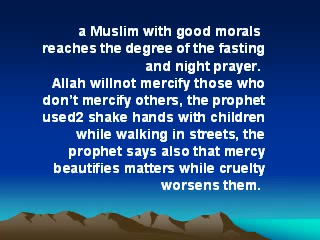 a Muslim with good morals
reaches the degree of the fasting
and night prayer.
Allah willnot mercify those who
don't mercify others, the prophet
used2 shake hands with children
while walking in streets, the
prophet says also that mercy
beautifies matters while cruelty
worsens them.